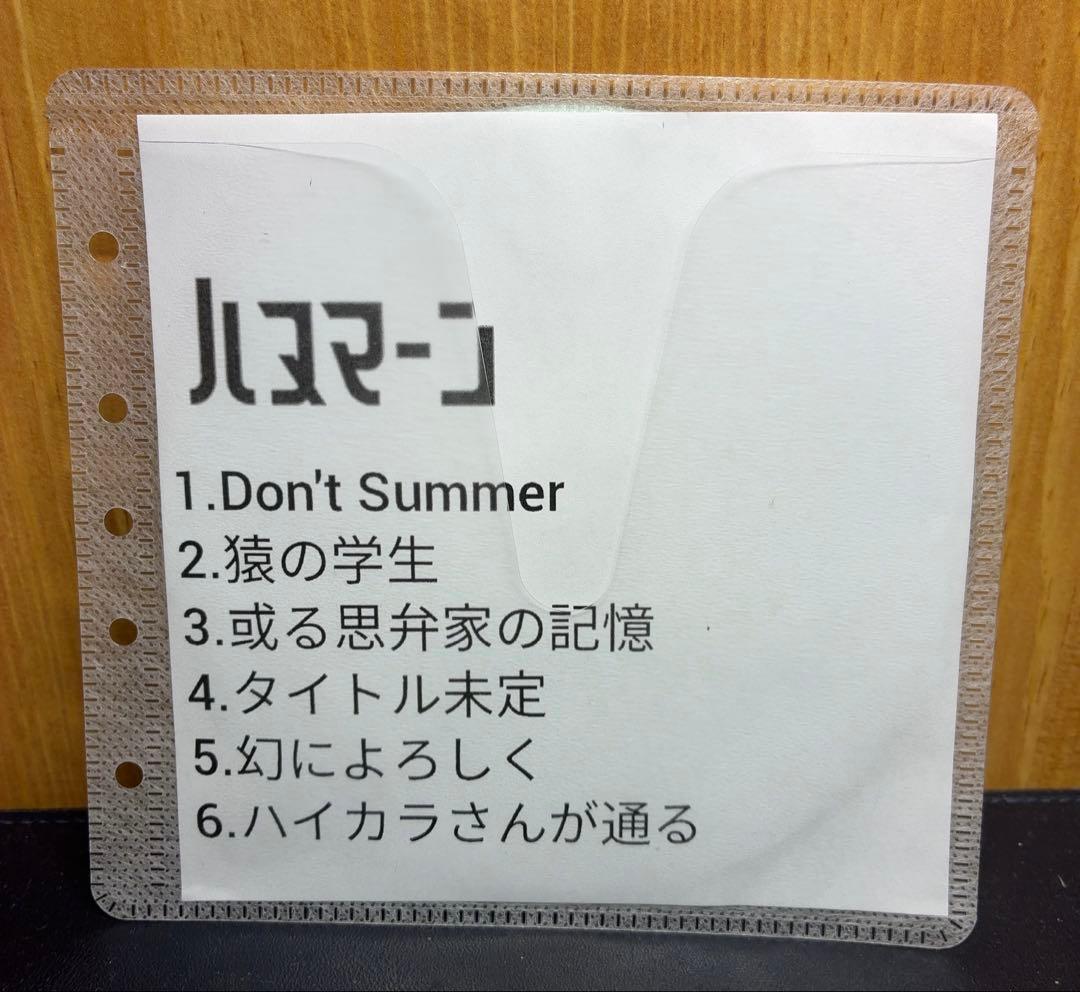 ハヌマーン
1.Don't Summer
2.猿の学生
3.或る思弁家の記憶
4.タイトル未定
5.幻によろしく
6.ハイカラさんが通る